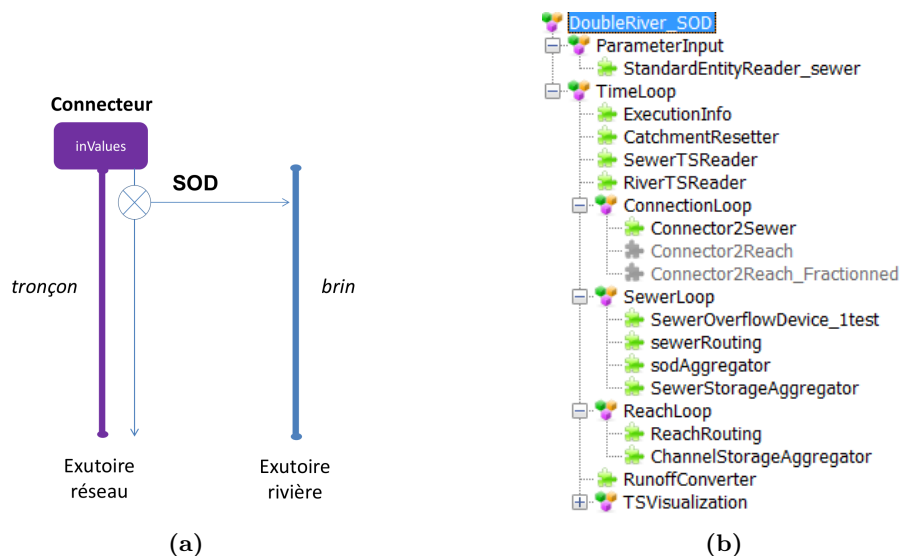 Connecteur
inValues
SOD
tronçon
brin
Exutoire
réseau
Exutoire
rivière
(a)
DoubleRiver_SOD
ParameterInput
StandardEntityReader_sewer
TimeLoop
ExecutionInfo
CatchmentResetter
SewerTSReader
RiverTSReader
ConnectionLoop
Connector2Sewer
Connector2Reach
Connector2Reach_Fractionned
SewerLoop
SewerOverflowDevice_1test
sewerRouting
sodAggregator
SewerStorageAggregator
ReachLoop
ReachRouting
ChannelStorageAggregator
RunoffConverter
TSVisualization
(b)